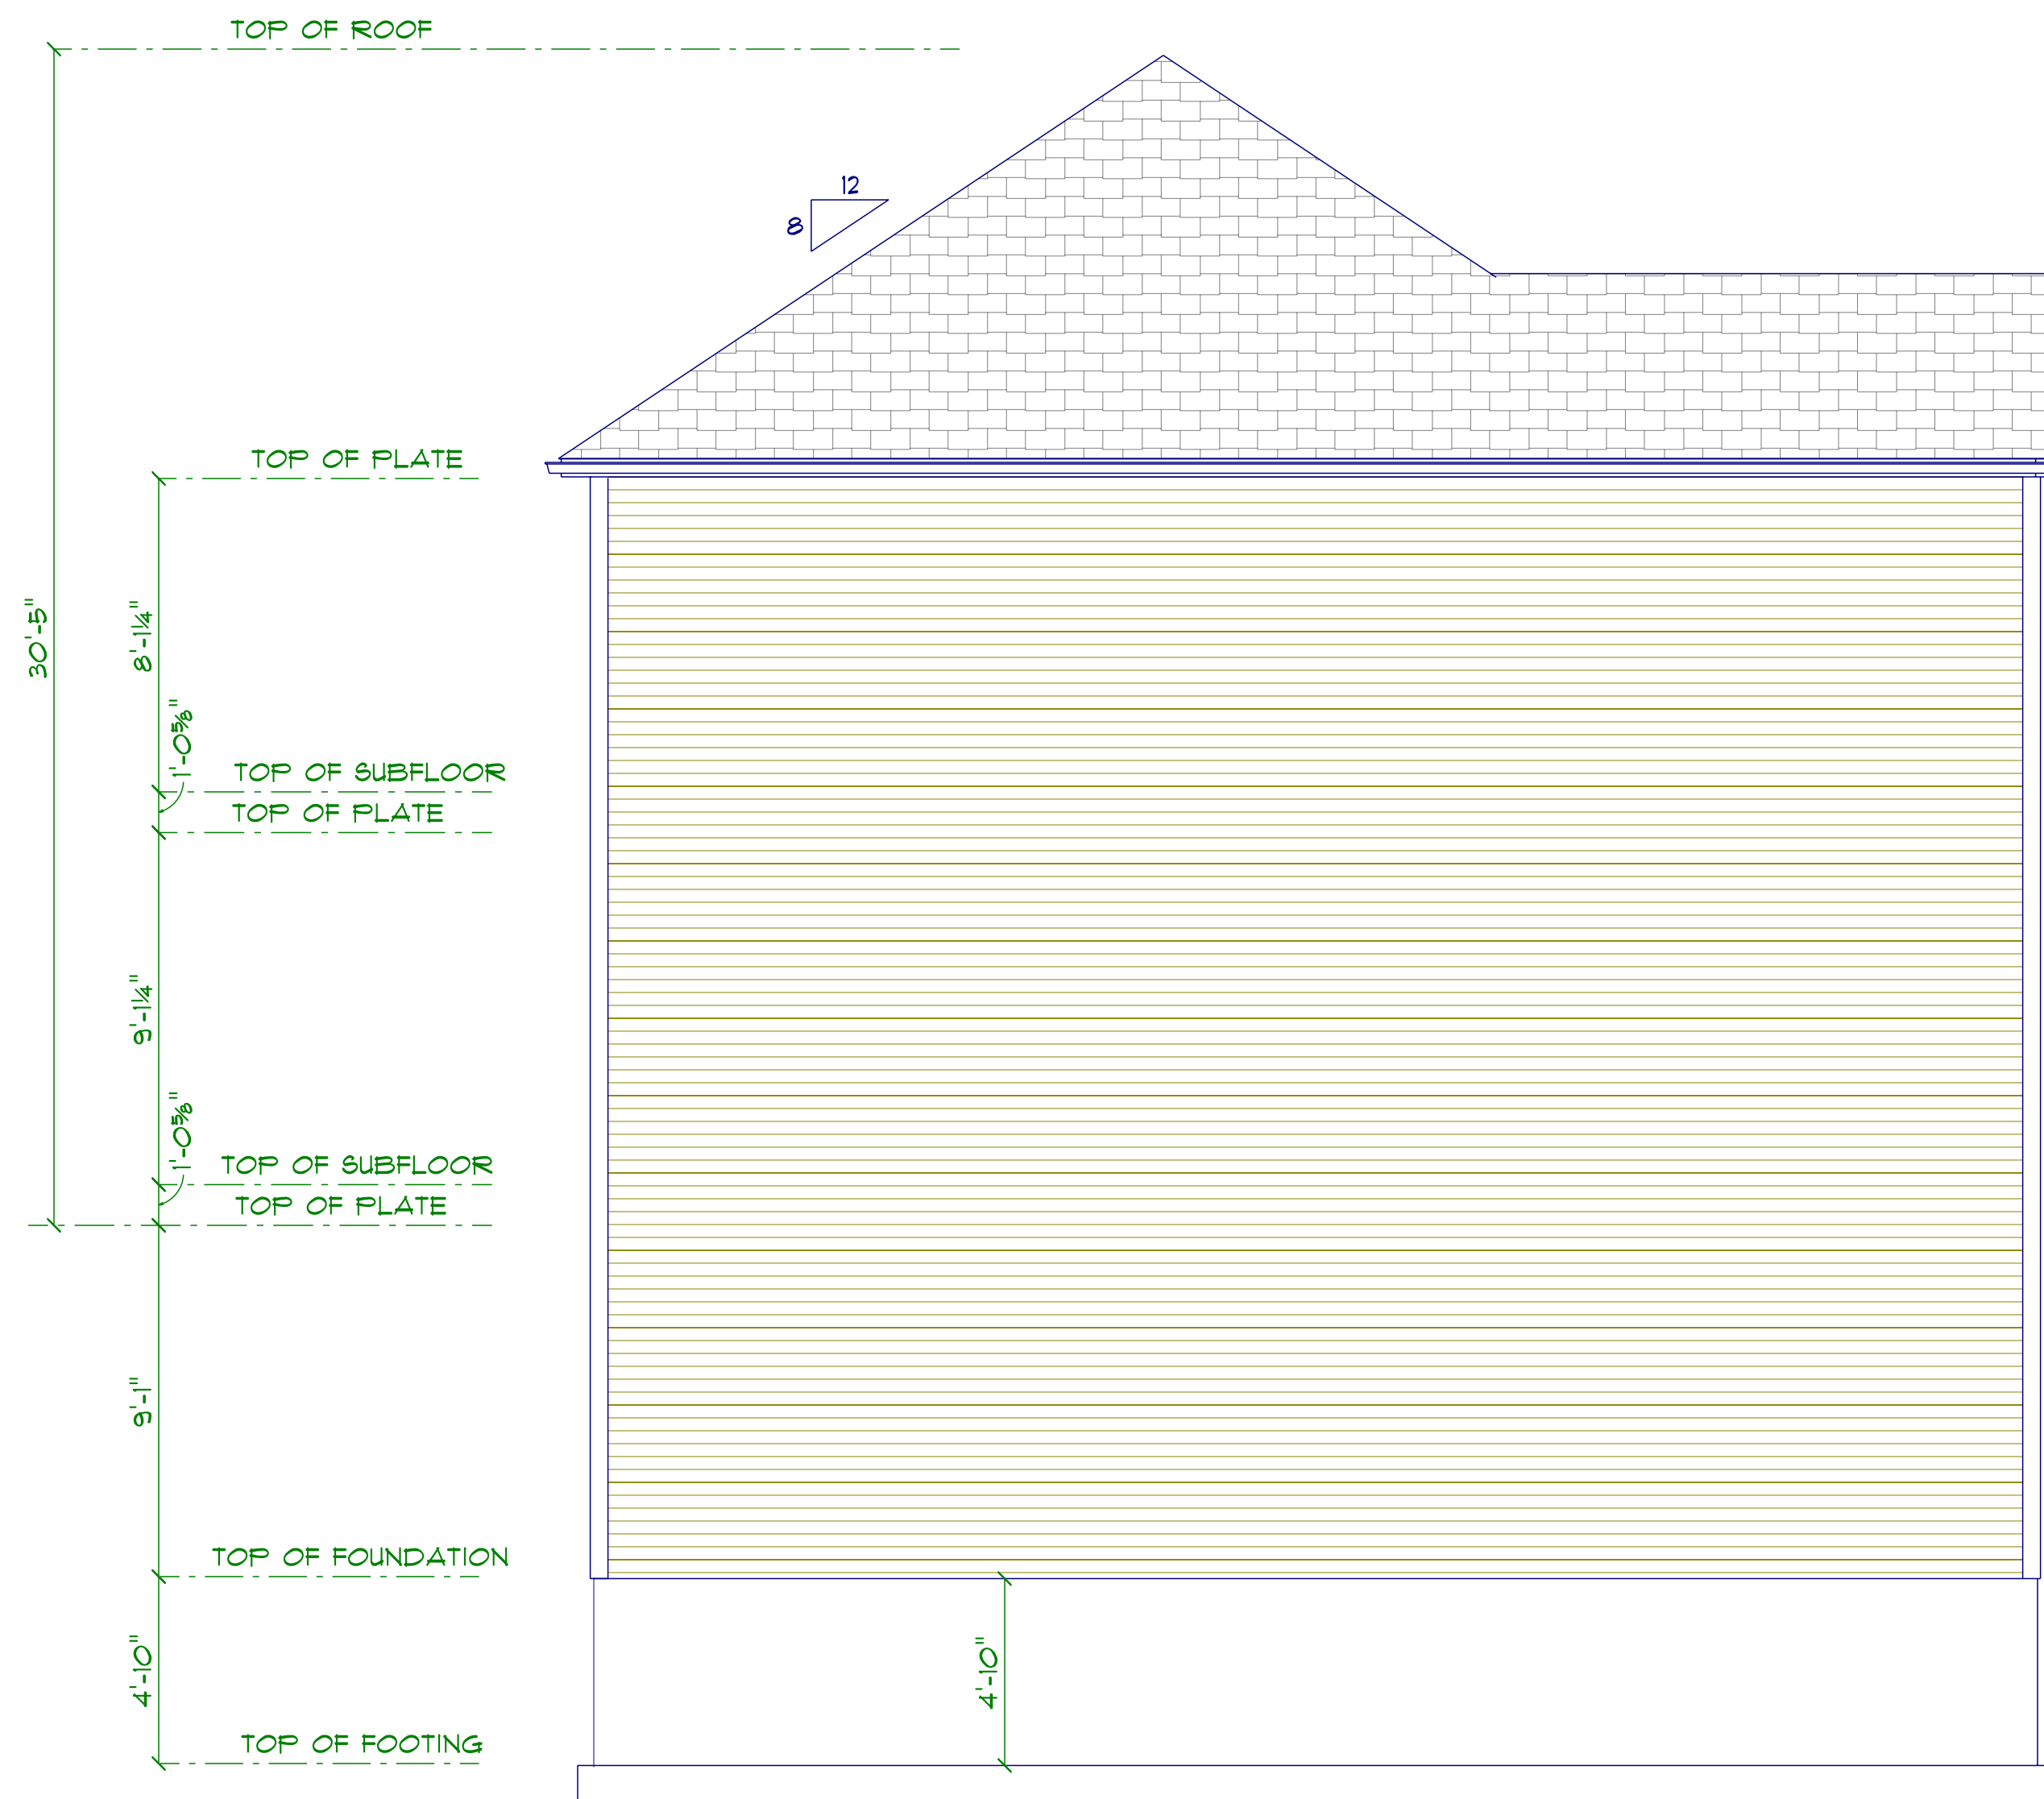 TOP OF ROOF
12
8
TOP OF PLATE
30'-5"
8'-1¼"
1'-0⅝"
TOP OF SUBFLOOR
TOP OF PLATE
9'-1¼"
1'-0⅝"
TOP OF SUBFLOOR
TOP OF PLATE
9'-1"
TOP OF FOUNDATION
4'-10"
4'-10"
TOP OF FOOTING